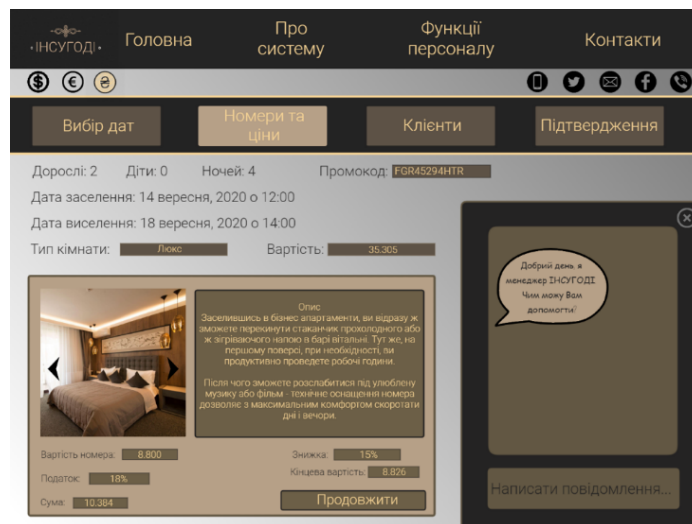 ·ІНСУГОДІ·
Головна
Про
систему
Функції
персоналу
Контакти
$ € ₴
Вибір дат
Номери та
ціни
Клієнти
Підтвердження
Дорослі: 2 Діти: 0 Ночей: 4 Промокод: FGR45294HTR
Дата заселення: 14 вересня, 2020 о 12:00
Дата виселення: 18 вересня, 2020 о 14:00
Тип кімнати: Люкс Вартість: 35.305
Опис
Заселившись в бізнес апартаменти, ви відразу ж
зможете перекинути стаканчик прохолодного або
ж зігріваючого напою в барі вітальні. Тут же, на
першому поверсі, при необхідності, ви
продуктивно проведете робочі години.
Після чого зможете розслабитися під улюблену
музику або фільм - технічне оснащення номера
дозволяє з максимальним комфортом скоротати
дні і вечори.
Вартість номера: 8.800
Знижка: 15%
Податок: 18%
Кінцева вартість: 8.826
Сума: 10.384
Продовжити
Добрий день. я
менеджер ІНСУГОДІ.
Чим можу Вам
допомогти?
Написати повідомлення...